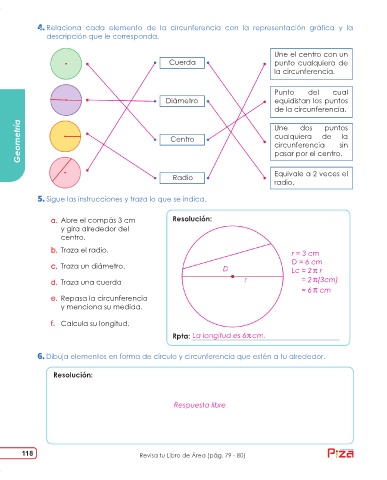 4. Relaciona cada elemento de la circunferencia con la representación gráfica y la
descripción que le corresponda.
Cuerda
Diámetro
Centro
Radio
Une el centro con un
punto cualquiera de
la circunferencia.
Punto del cual
equidistan los puntos
de la circunferencia.
Une dos puntos
cualquiera de la
circunferencia sin
pasar por el centro.
Equivale a 2 veces el
radio.
Geometría
5. Sigue las instrucciones y traza lo que se indica.
a. Abre el compás 3 cm
y gira alrededor del
centro.
b. Traza el radio.
c. Traza un diámetro.
d. Traza una cuerda
e. Repasa la circunferencia
y menciona su medida.
f. Calcula su longitud.
Resolución:
D
r
r = 3 cm
D = 6 cm
Lc = 2π r
= 2π(3cm)
= 6π cm
Rpta: La longitud es 6π cm.
6. Dibuja elementos en forma de círculo y circunferencia que estén a tu alrededor.
Resolución:
Respuesta libre
118
Revisa tu Libro de Área (pág. 79 - 80)
Piza